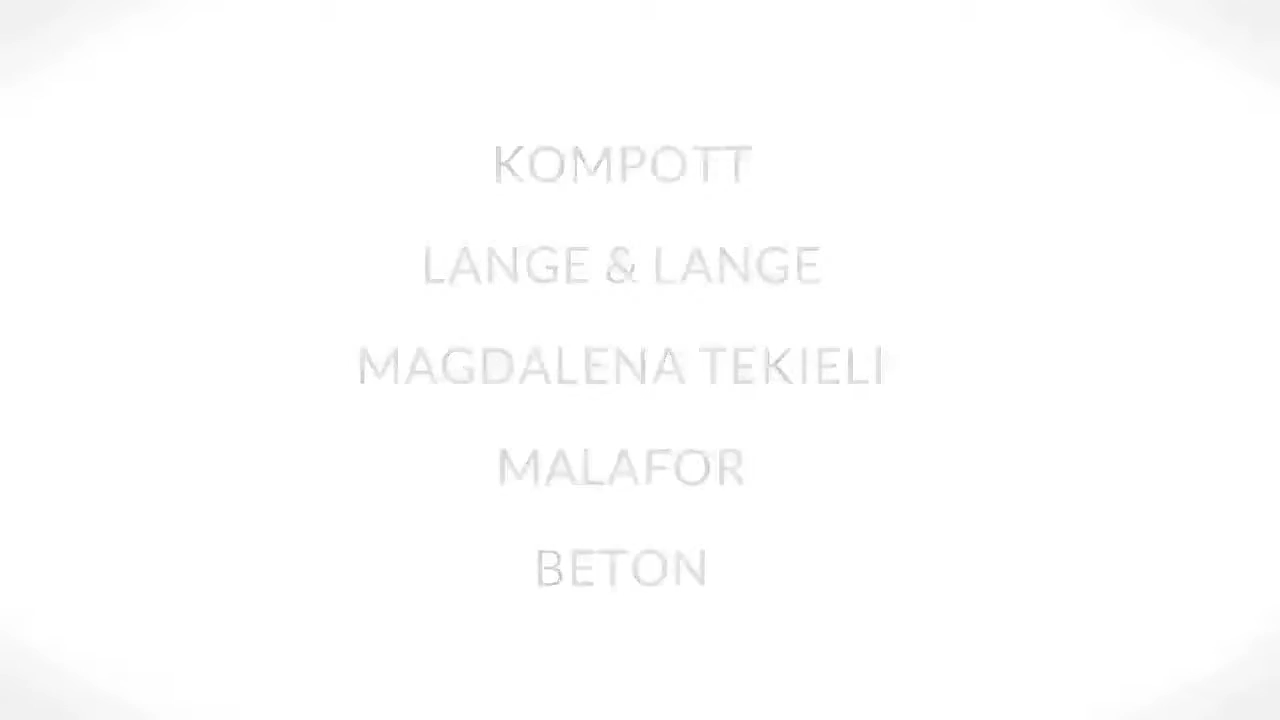 KOMPOTT
LANGE & LANGE
MAGDALENA TEKIELI
MALAFOR
BETON